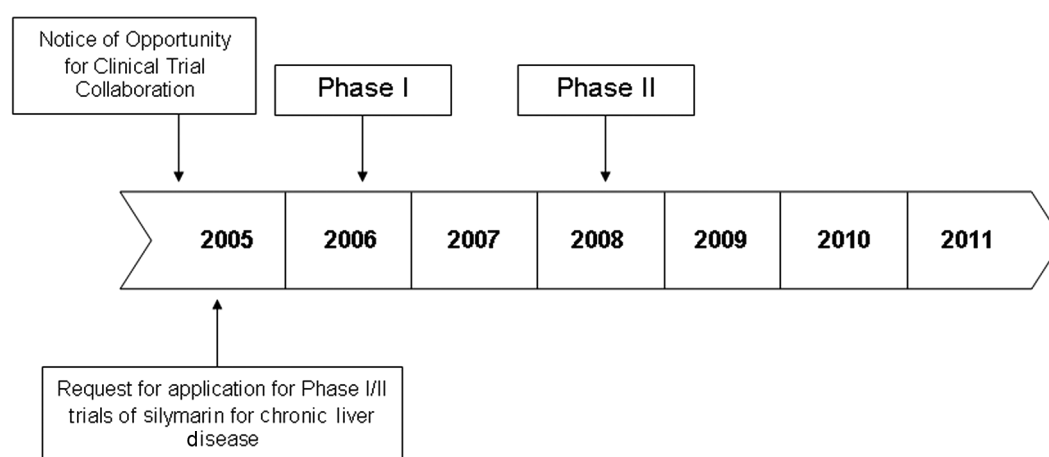 Notice of Opportunity
for Clinical Trial
Collaboration
Phase I
Phase II
2005
2006
2007
2008
2009
2010
2011
Request for application for Phase I/II
trials of silymarin for chronic liver
disease